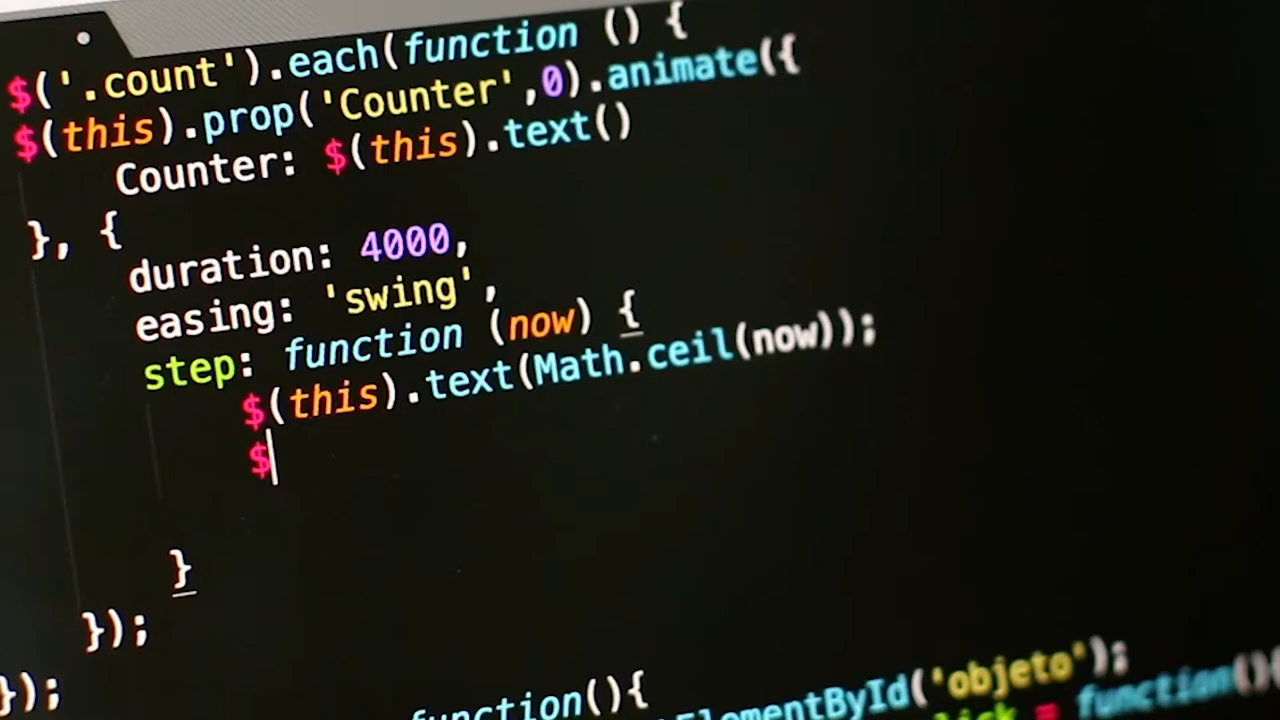 $('.count').each(function () {
$(this).prop('Counter',0).animate({
Counter: $(this).text()
}, {
duration: 4000,
easing: 'swing',
step: function (now) {
$(this).text(Math.ceil(now));
$
}
});
});
function(){
ElementById('objeto');
lick = function(){